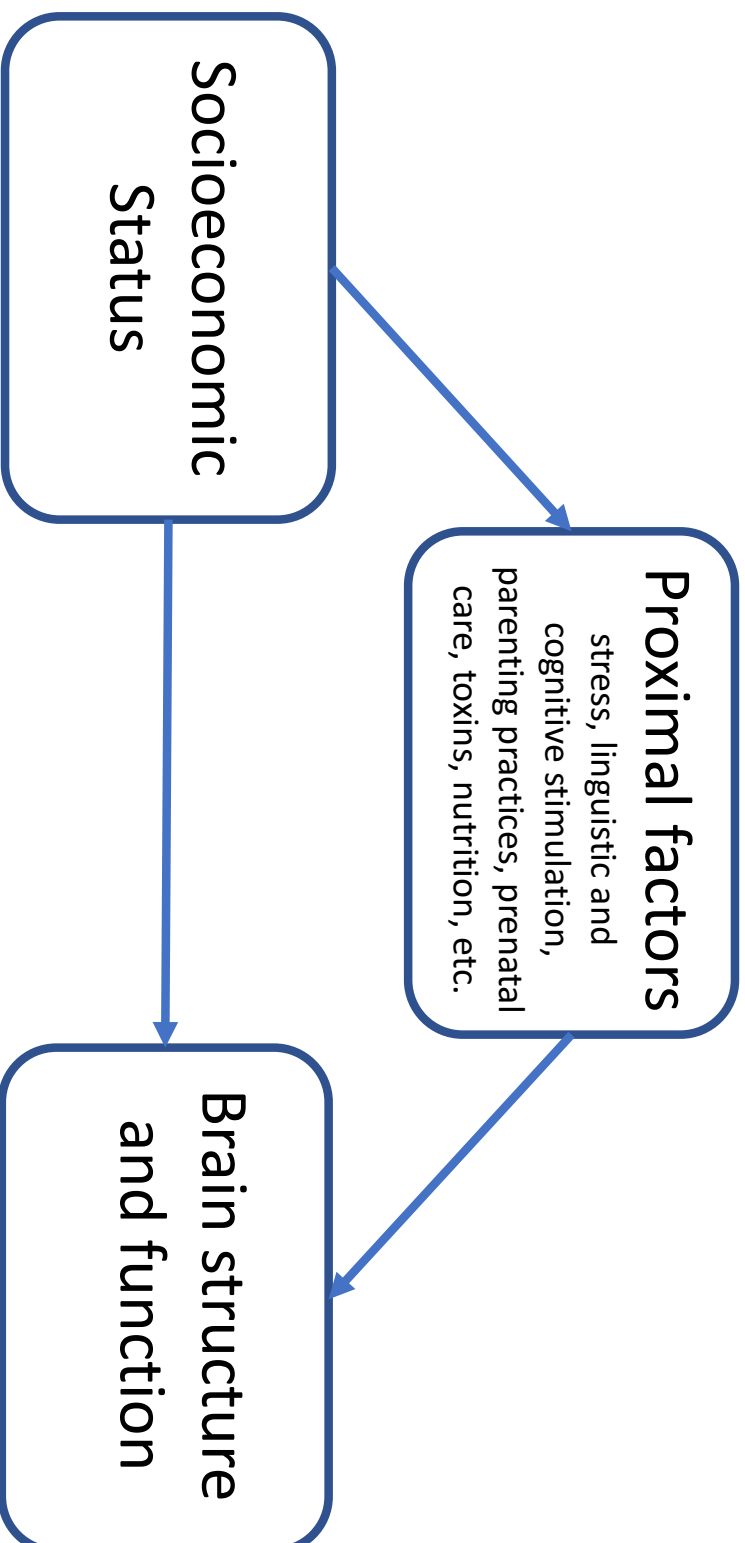 Socioeconomic
Status
Proximal factors
stress, linguistic and
cognitive stimulation,
parenting practices, prenatal
care, toxins, nutrition, etc.
Brain structure
and function